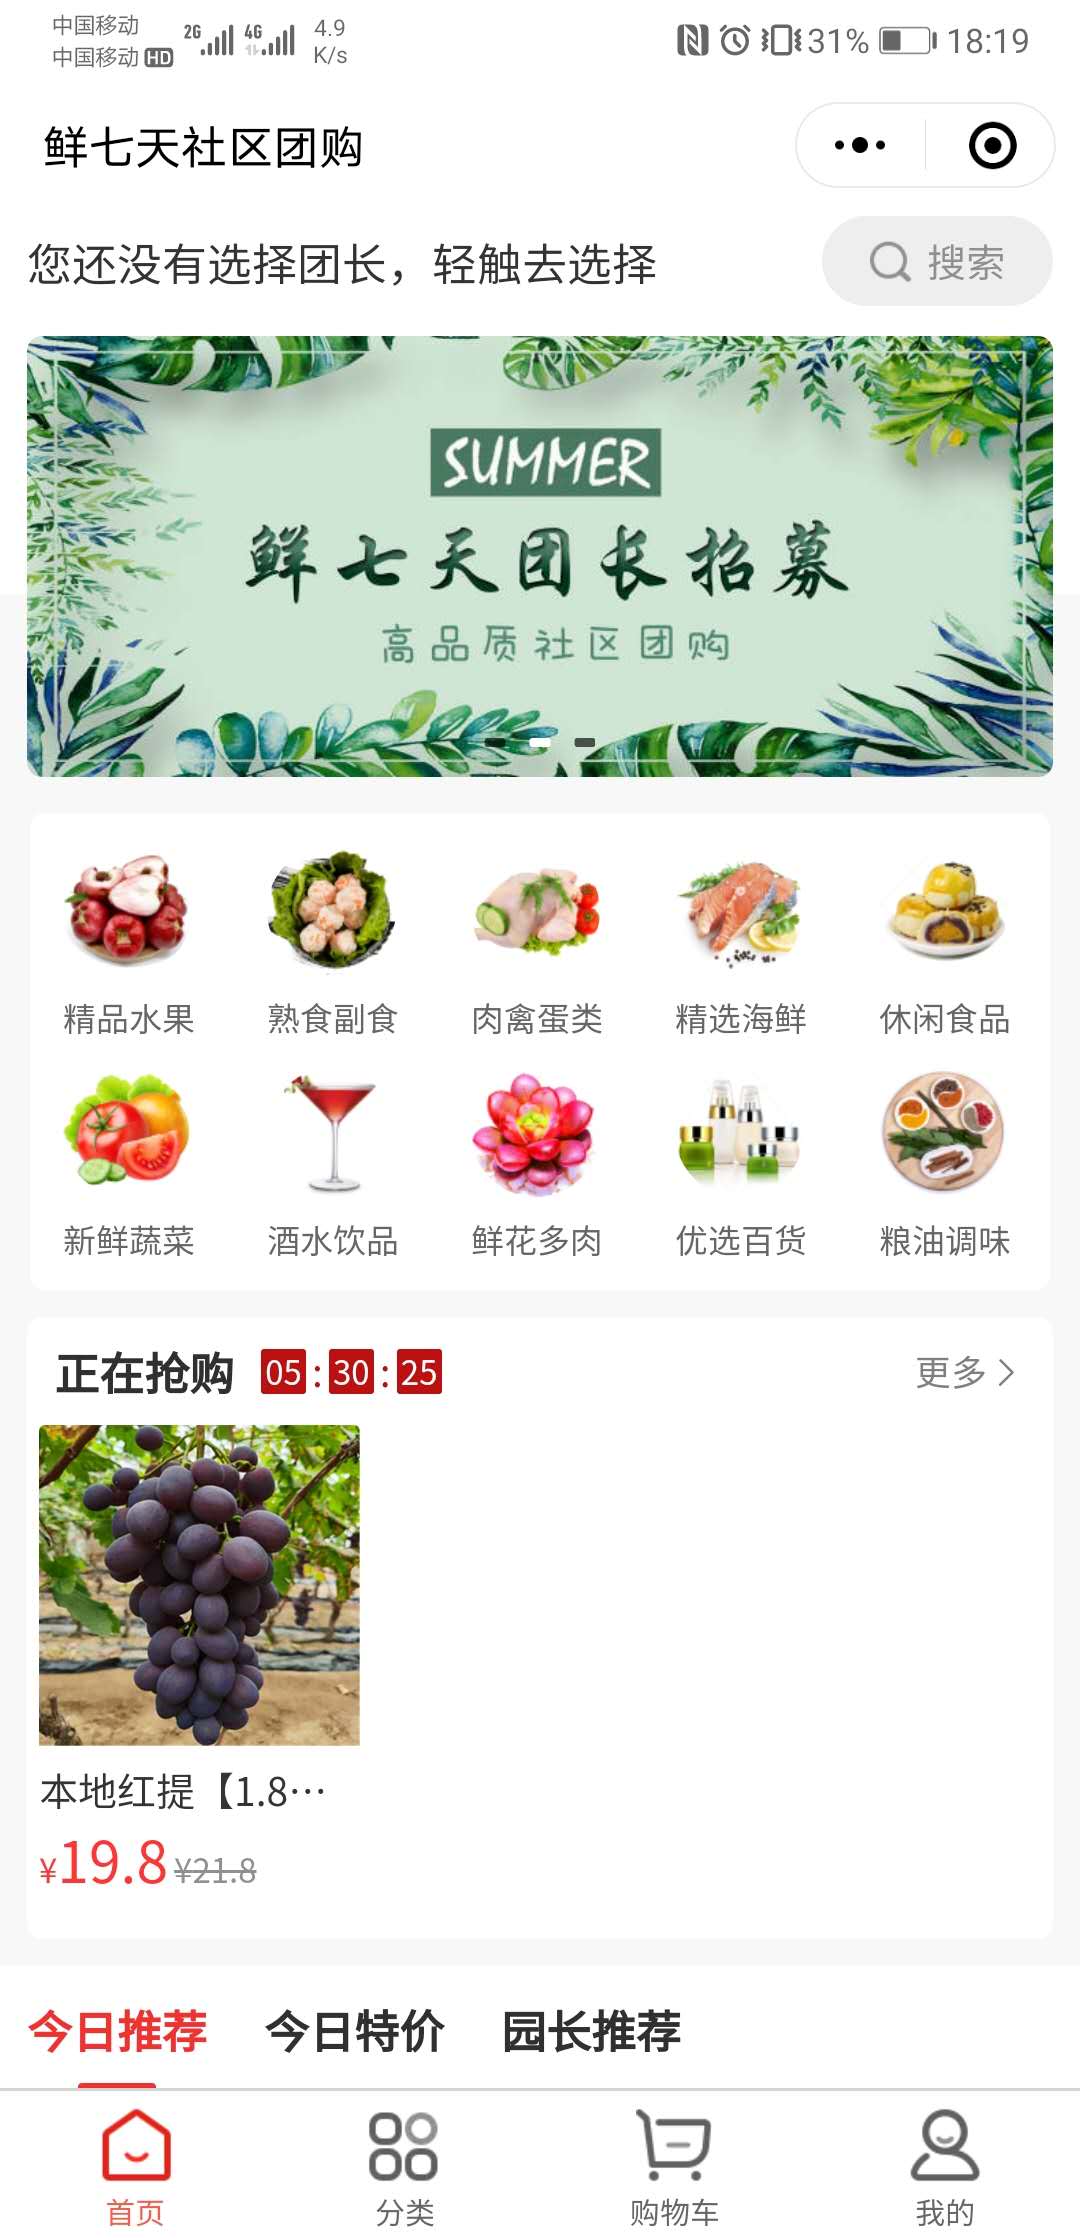 中国移动
中国移动 HD
2G 4G
4.9
K/s
31% 18:19
鲜七天社区团购
您还没有选择团长，轻触去选择
搜索
SUMMER
鲜七天团长招募
高品质社区团购
精品水果 熟食副食 肉禽蛋类 精选海鲜 休闲食品
新鲜蔬菜 酒水饮品 鲜花多肉 优选百货 粮油调味
正在抢购 05:30:25 更多
本地红提【1.8…
¥19.8 ¥21.8
今日推荐 今日特价 园长推荐
首页 分类 购物车 我的